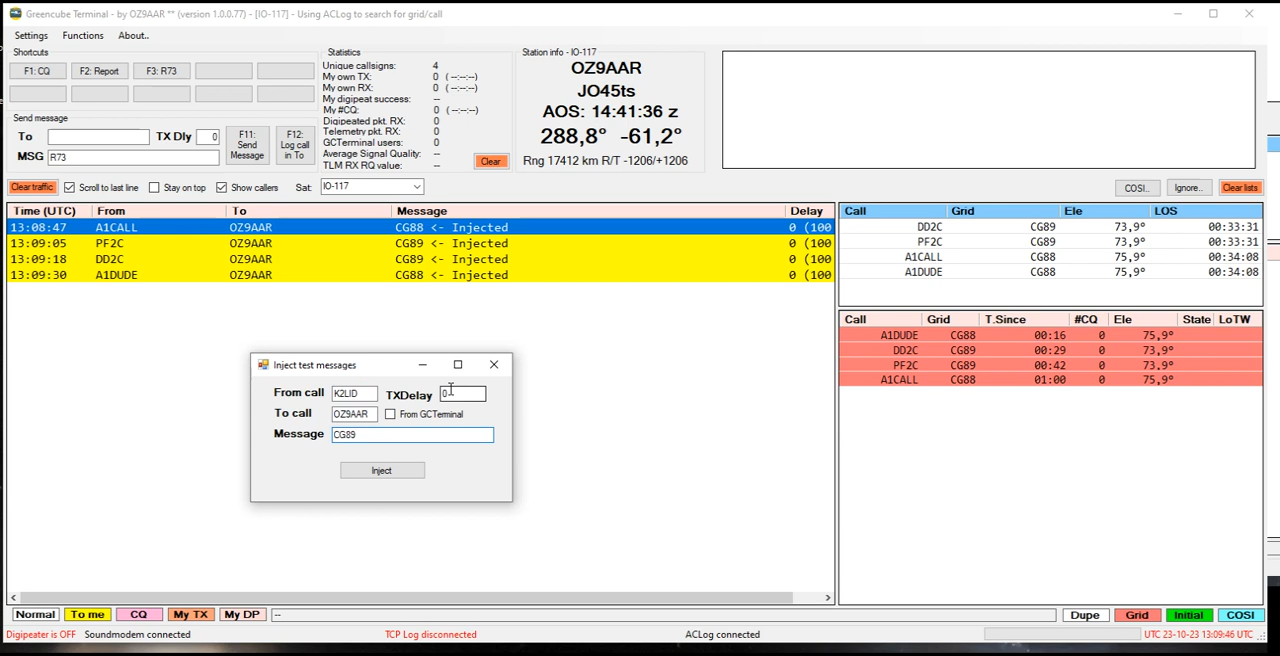 Greencube Terminal - by OZ9AAR ** (version 1.0.0.77) - [IO-117] - Using ACLog to search for grid/call
Settings Functions About..
Shortcuts
F1: CQ F2: Report F3: R73
Send message
To TX Dly 0
MSG R73
F11: Send Message
F12: Log call in To
Statistics
Unique callsigns: 4
My own TX: 0 (--:--:--)
My own RX: 0 (--:--:--)
My digipeat success: --
My #CQ: 0 (--:--:--)
Digipeated pkt. RX: 0
Telemetry pkt. RX: 0
GCTerminal users: 0
Average Signal Quality: --
TLM RX RQ value: --
Clear
Station info - IO-117
OZ9AAR
JO45ts
AOS: 14:41:36 z
288,8° -61,2°
Rng 17412 km R/T -1206/+1206
Clear traffic Scroll to last line Stay on top Show callers Sat: IO-117
COSI.. Ignore.. Clear lists
Time (UTC) From To Message Delay
13:08:47 A1CALL OZ9AAR CG88 <- Injected 0 (100
13:09:05 PF2C OZ9AAR CG89 <- Injected 0 (100
13:09:18 DD2C OZ9AAR CG89 <- Injected 0 (100
13:09:30 A1DUDE OZ9AAR CG88 <- Injected 0 (100
Call Grid Ele LOS
DD2C CG89 73,9° 00:33:31
PF2C CG89 73,9° 00:33:31
A1CALL CG88 75,9° 00:34:08
A1DUDE CG88 75,9° 00:34:08
Call Grid T.Since #CQ Ele State LoTW
A1DUDE CG88 00:16 0 75,9°
DD2C CG89 00:29 0 73,9°
PF2C CG89 00:42 0 73,9°
A1CALL CG88 01:00 0 75,9°
Inject test messages
From call K2LID TXDelay 0
To call OZ9AAR From GCTerminal
Message CG89
Inject
Normal To me CQ My TX My DP -- Dupe Grid Initial COSI
Digipeater is OFF Soundmodem connected TCP Log disconnected ACLog connected UTC 23-10-23 13:09:46 UTC